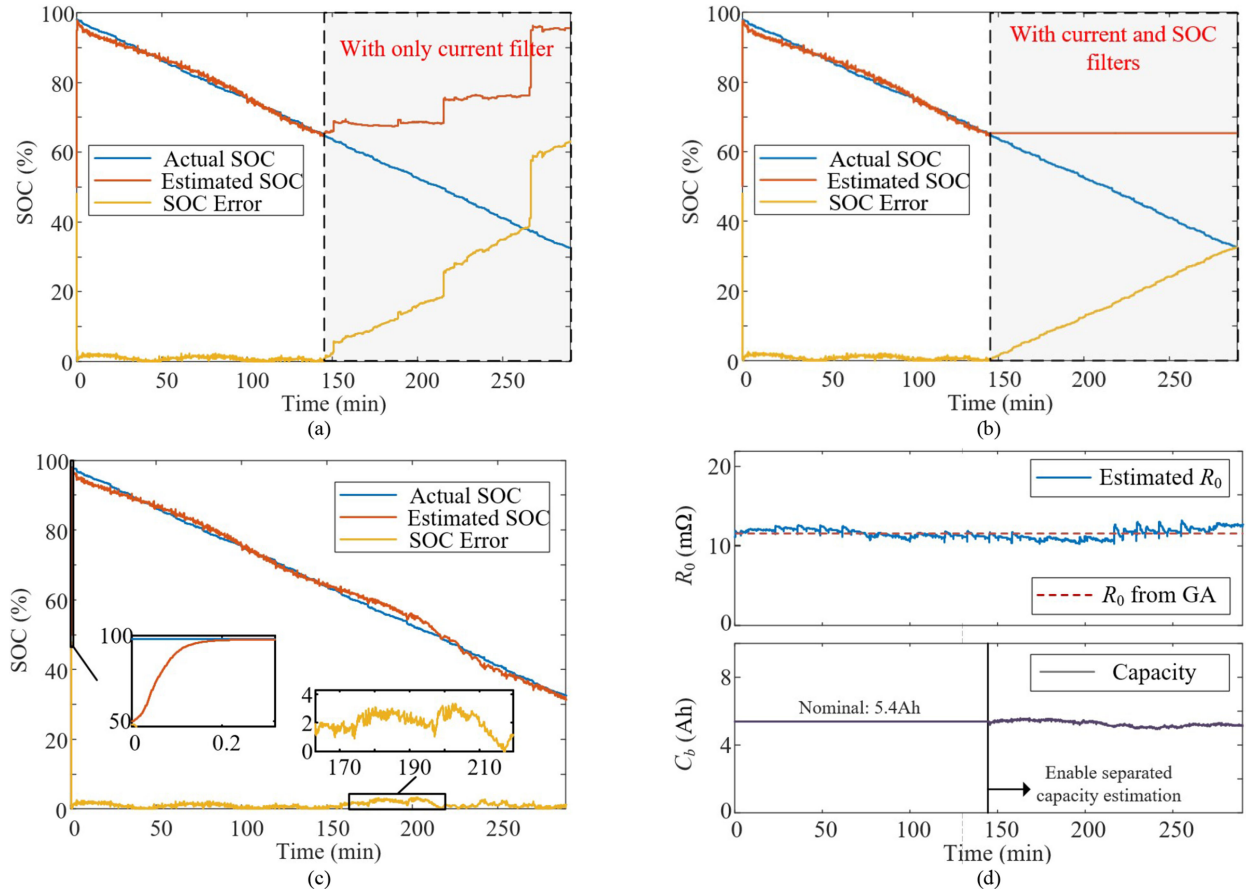 100
80
60
40
20
0
SOC (%)
With only current filter
Actual SOC
Estimated SOC
SOC Error
0
50
100
150
200
250
Time (min)
(a)
100
80
60
40
20
0
SOC (%)
With current and SOC
filters
Actual SOC
Estimated SOC
SOC Error
0
50
100
150
200
250
Time (min)
(b)
100
80
60
40
20
0
SOC (%)
Actual SOC
Estimated SOC
SOC Error
100
50
0
0.2
4
3
2
1
0
170
190
210
0
50
100
150
200
250
Time (min)
(c)
20
10
0
R0 (mΩ)
Estimated R0
R0 from GA
8
4
0
Cb (Ah)
Capacity
Nominal: 5.4Ah
Enable separated
capacity estimation
0
50
100
150
200
250
Time (min)
(d)